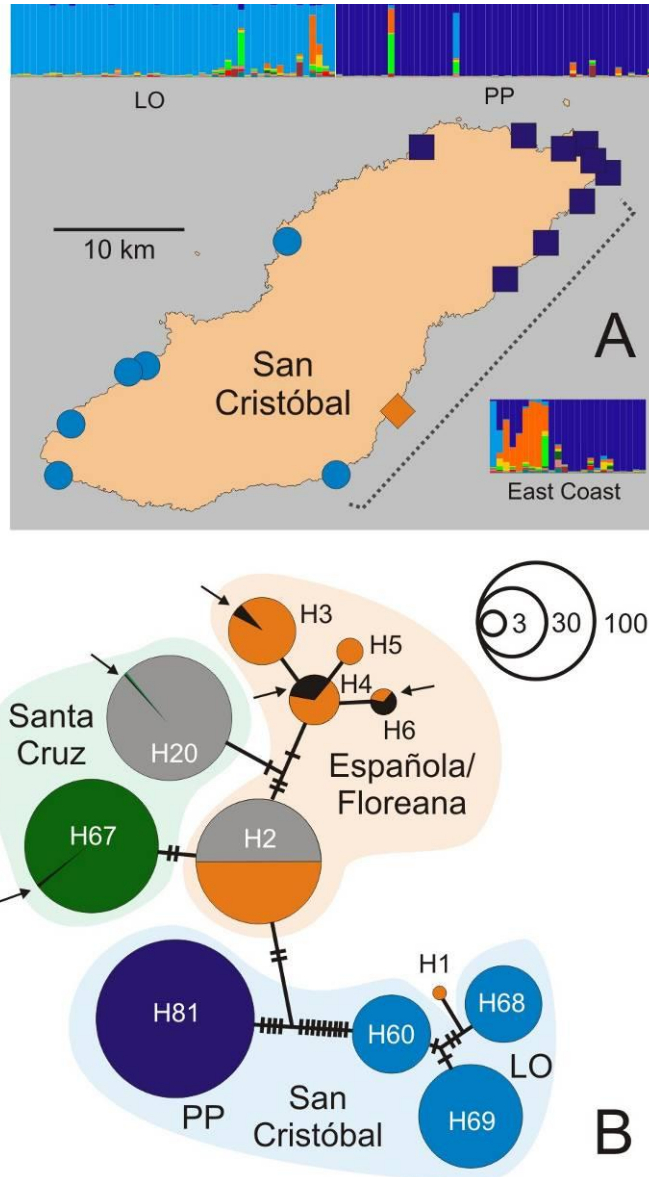 LO
PP
10 km
San
Cristóbal
A
East Coast
3 30 100
H3
H5
H4
H6
Santa
Cruz
H20
Española/
Floreana
H67
H2
H1
H81
H60
H68
LO
PP
San
Cristóbal
H69
B